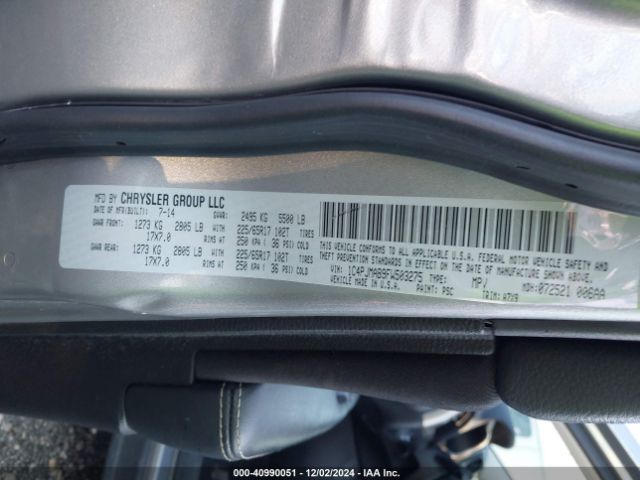 MFD BY CHRYSLER GROUP LLC
DATE OF MFR(BUILT): 7-14 GVWR: 2495 KG 5500 LB
GAWR FRONT: 1273 KG 2805 LB WITH 225/65R17 102T TIRES
17X7.0 RIMS AT 250 KPA ( 36 PSI) COLD
GAWR REAR: 1273 KG 2805 LB WITH 225/65R17 102T TIRES
17X7.0 RIMS AT 250 KPA ( 36 PSI) COLD
THIS VEHICLE CONFORMS TO ALL APPLICABLE U.S.A. FEDERAL MOTOR VEHICLE SAFETY
THEFT PREVENTION STANDARDS IN EFFECT ON THE DATE OF MANUFACTURE SHOWN ABOVE.
VIN: 1C4PJMAB9FW503275 TYPE: MPV MDH: 072521 006AA
VEHICLE MADE IN U.S.A. PAINT: PSC TRIM: A7X9
000-40990051 - 12/02/2024 - IAA Inc.